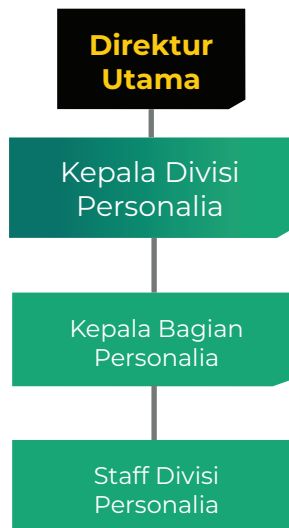 Direktur
Utama
Kepala Divisi
Personalia
Kepala Bagian
Personalia
Staff Divisi
Personalia